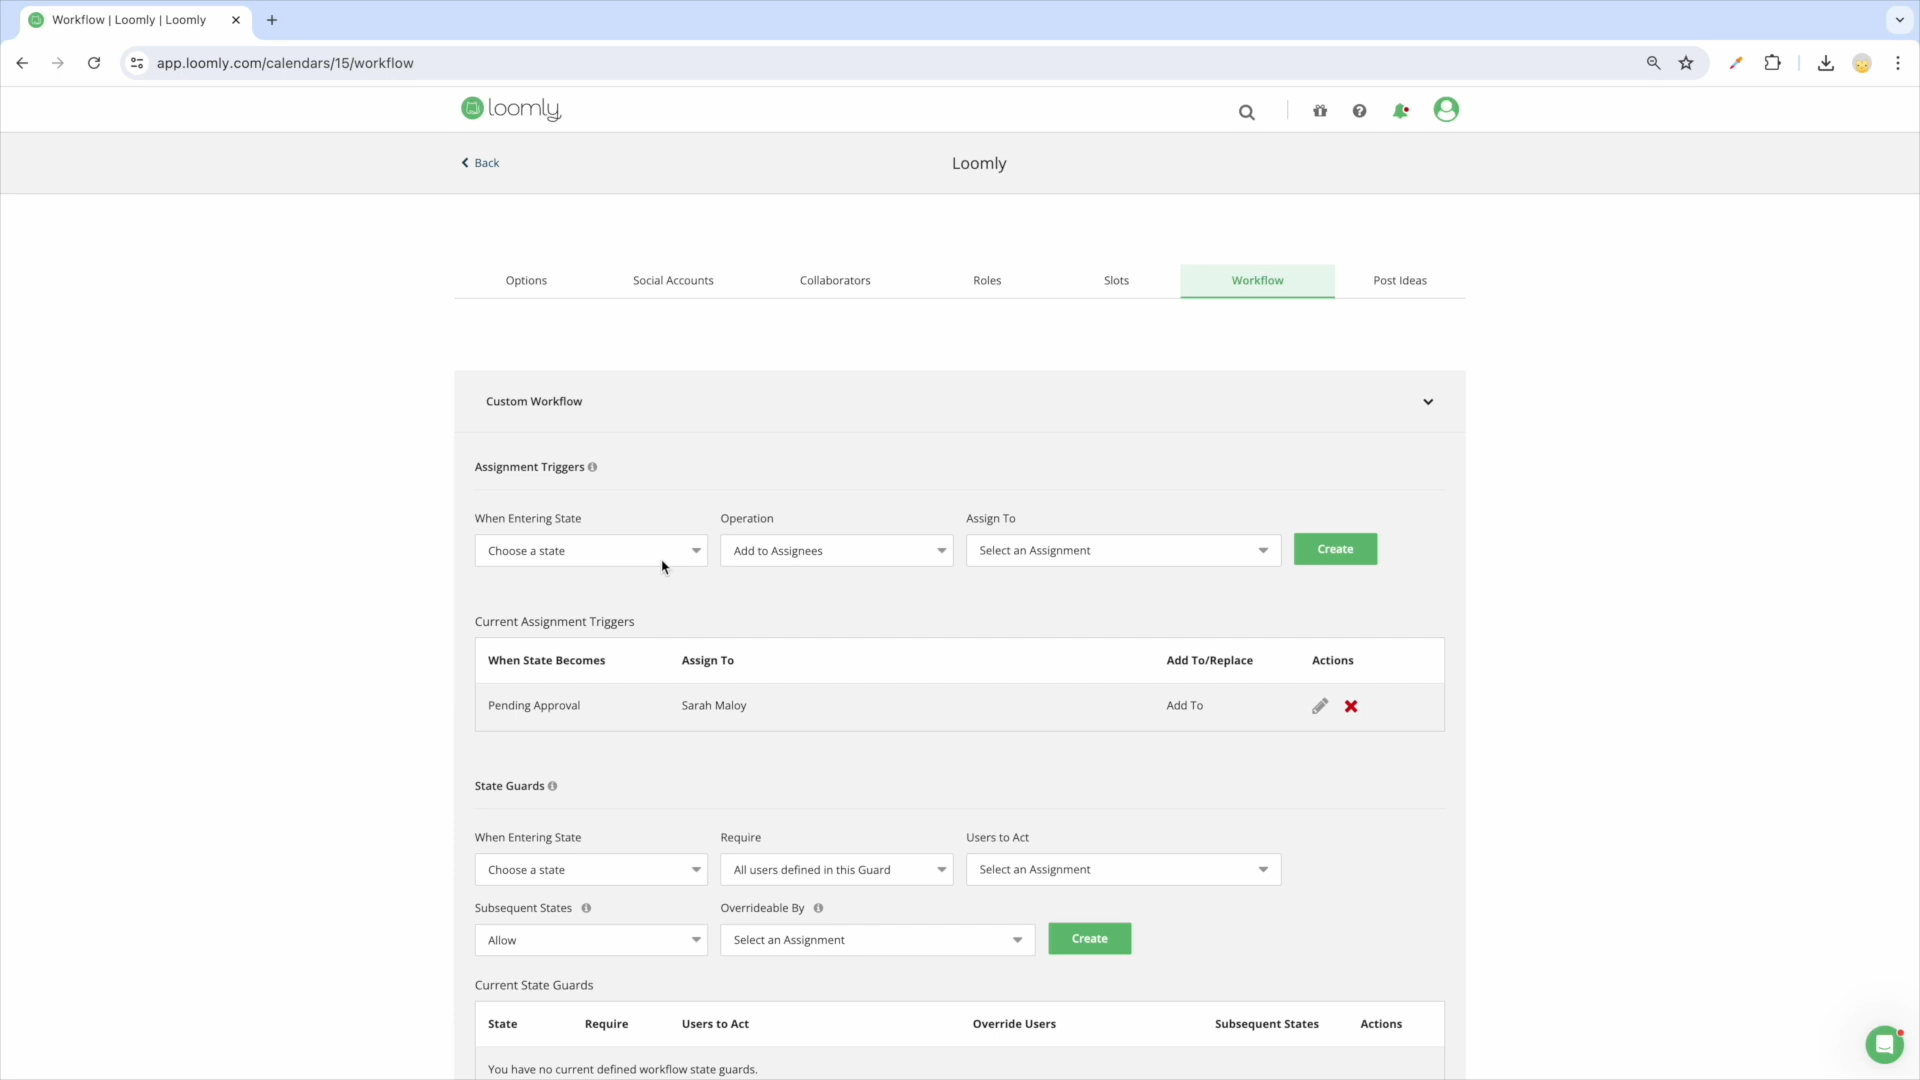 Workflow | Loomly | Loomly
app.loomly.com/calendars/15/workflow
loomly
Back
Loomly
Options Social Accounts Collaborators Roles Slots Workflow Post Ideas
Custom Workflow
Assignment Triggers
When Entering State Operation Assign To
Choose a state Add to Assignees Select an Assignment Create
Current Assignment Triggers
When State Becomes Assign To Add To/Replace Actions
Pending Approval Sarah Maloy Add To
State Guards
When Entering State Require Users to Act
Choose a state All users defined in this Guard Select an Assignment
Subsequent States Overrideable By
Allow Select an Assignment Create
Current State Guards
State Require Users to Act Override Users Subsequent States Actions
You have no current defined workflow state guards.